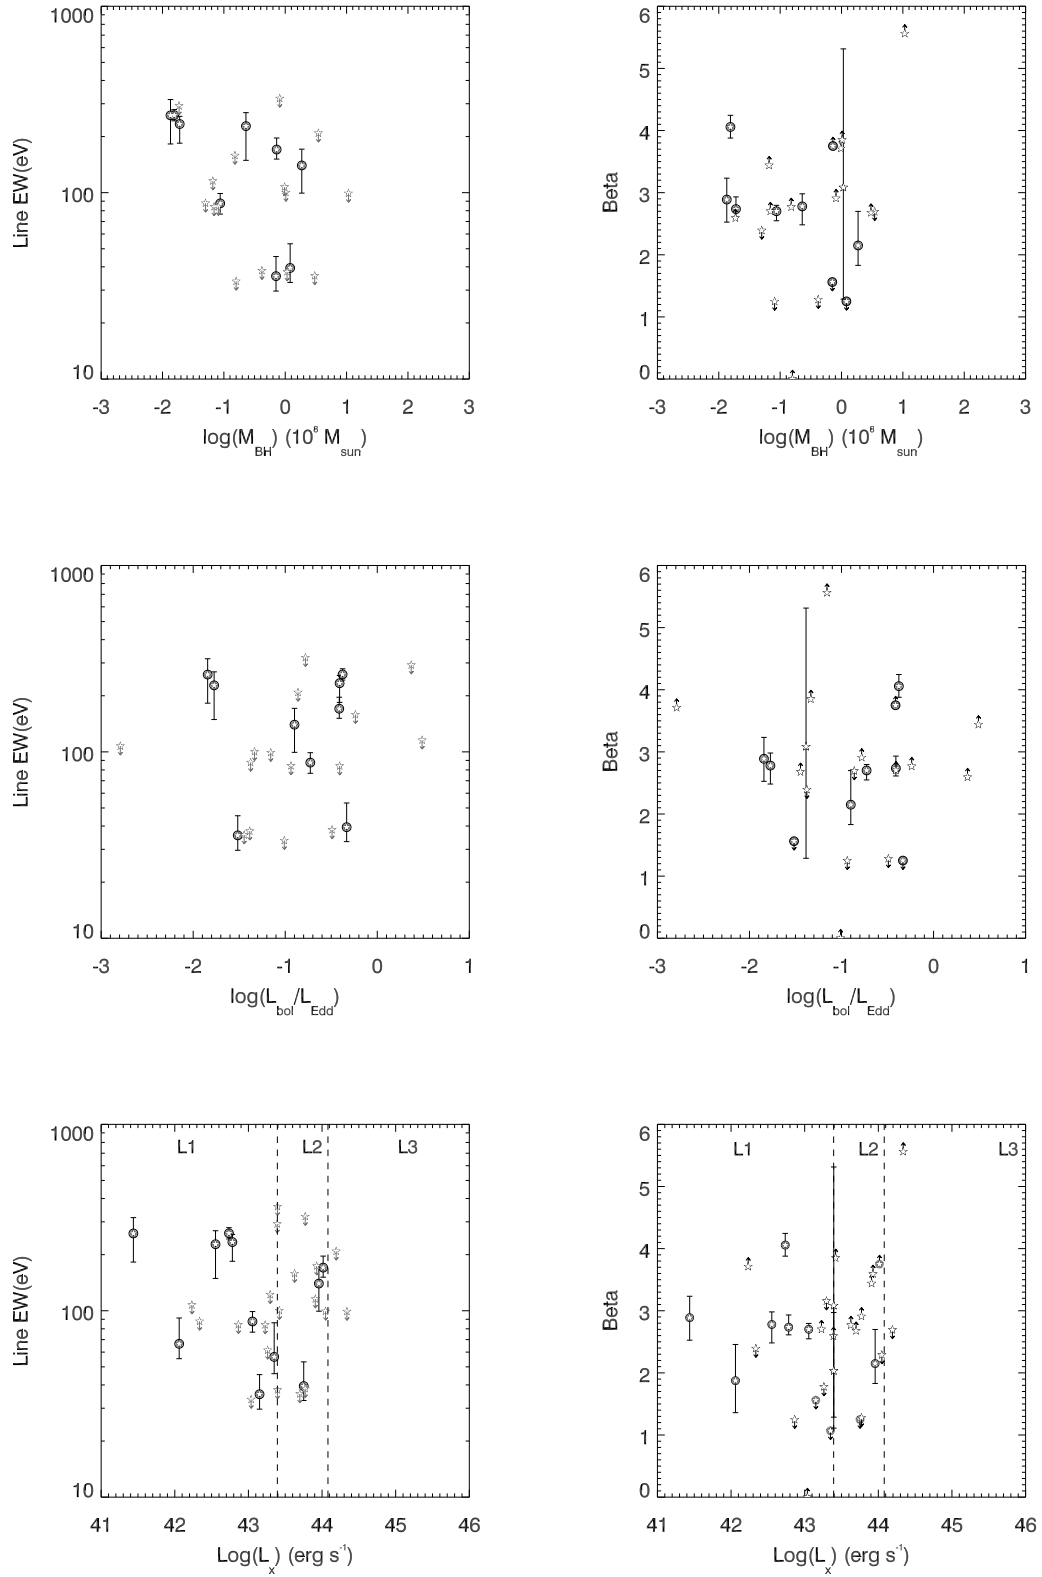 1000
100
10
Line EW(eV)
-3 -2 -1 0 1 2 3
log(M_BH) (10^6 M_sun)
6
5
4
3
2
1
0
Beta
-3 -2 -1 0 1 2 3
log(M_BH) (10^6 M_sun)
1000
100
10
Line EW(eV)
-3 -2 -1 0 1
log(L_bol/L_Edd)
6
5
4
3
2
1
0
Beta
-3 -2 -1 0 1
log(L_bol/L_Edd)
L1 L2 L3
1000
100
10
Line EW(eV)
41 42 43 44 45 46
Log(L_x) (erg s^-1)
L1 L2 L3
6
5
4
3
2
1
0
Beta
41 42 43 44 45 46
Log(L_x) (erg s^-1)